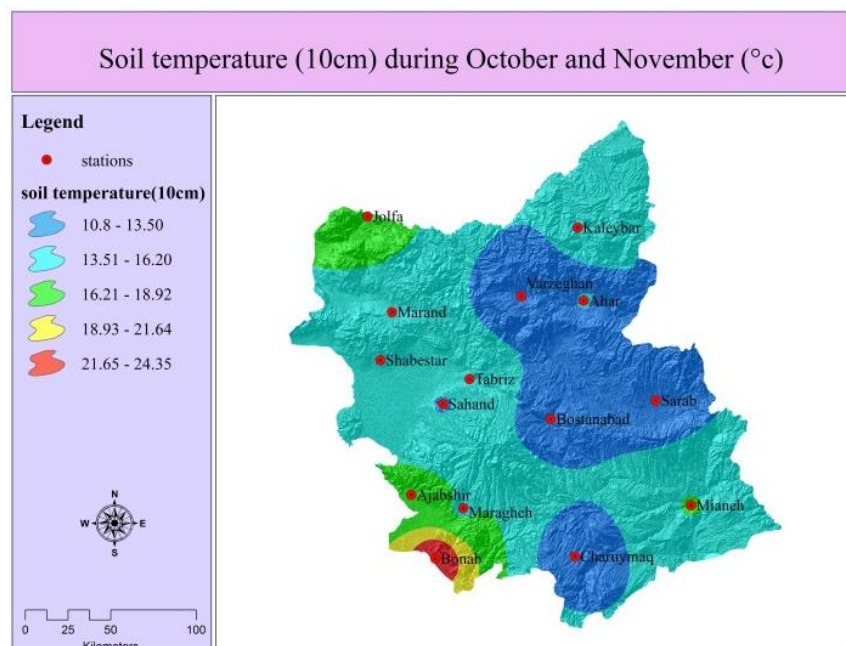 Soil temperature (10cm) during October and November (°c)
Legend
stations
soil temperature(10cm)
10.8 - 13.50
13.51 - 16.20
16.21 - 18.92
18.93 - 21.64
21.65 - 24.35
N
W E
S
0 25 50 100
Kilometers
Jolfa
Kaleybar
Varzeghan
Ahar
Marand
Shabestar
Tabriz
Sahand
Sarab
Bostanabad
Ajabshir
Maragheh
Mianeh
Bonab
Charuymaq